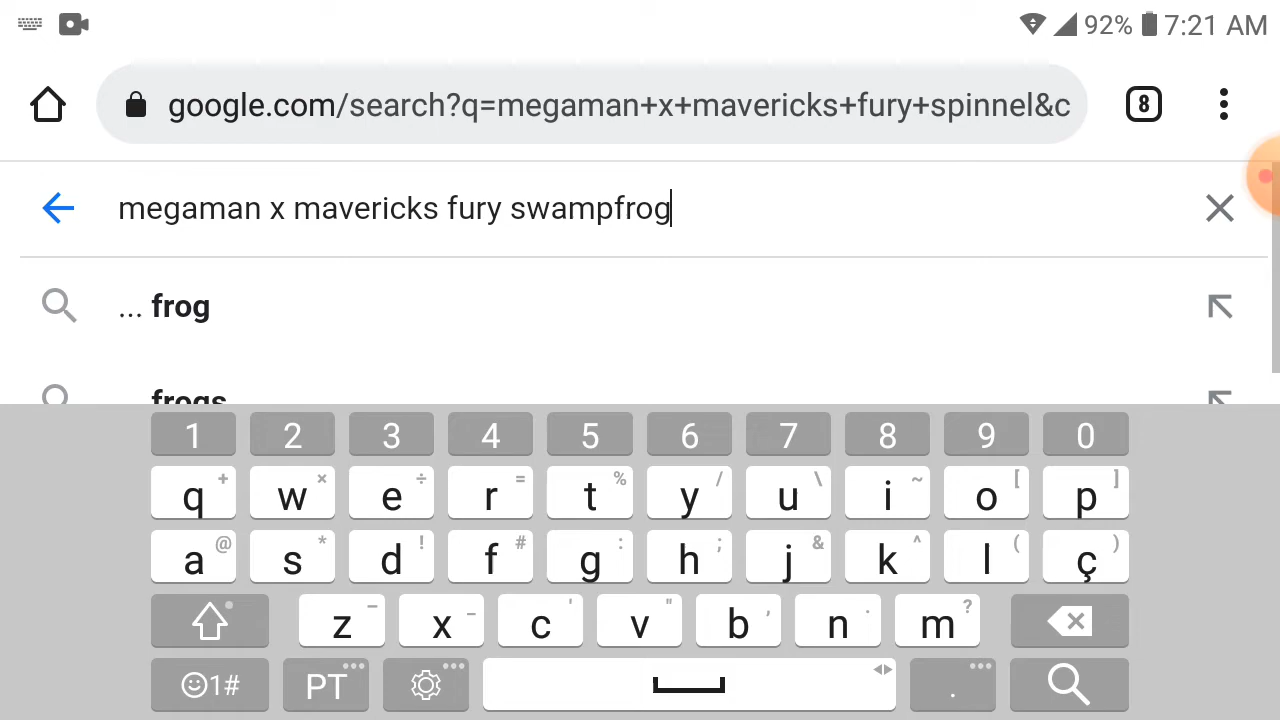 92% 7:21 AM
google.com/search?q=megaman+x+mavericks+fury+spinnel&c
8
megaman x mavericks fury swampfrog
... frog
frogs
1 2 3 4 5 6 7 8 9 0
q + w × e ÷ r = t % y / u \ i ~ o [ p ]
a @ s * d ! f # g : h ; j & k ^ l ( ç )
z – x _ c ' v " b , n . m ?
1# PT ... ... . ...